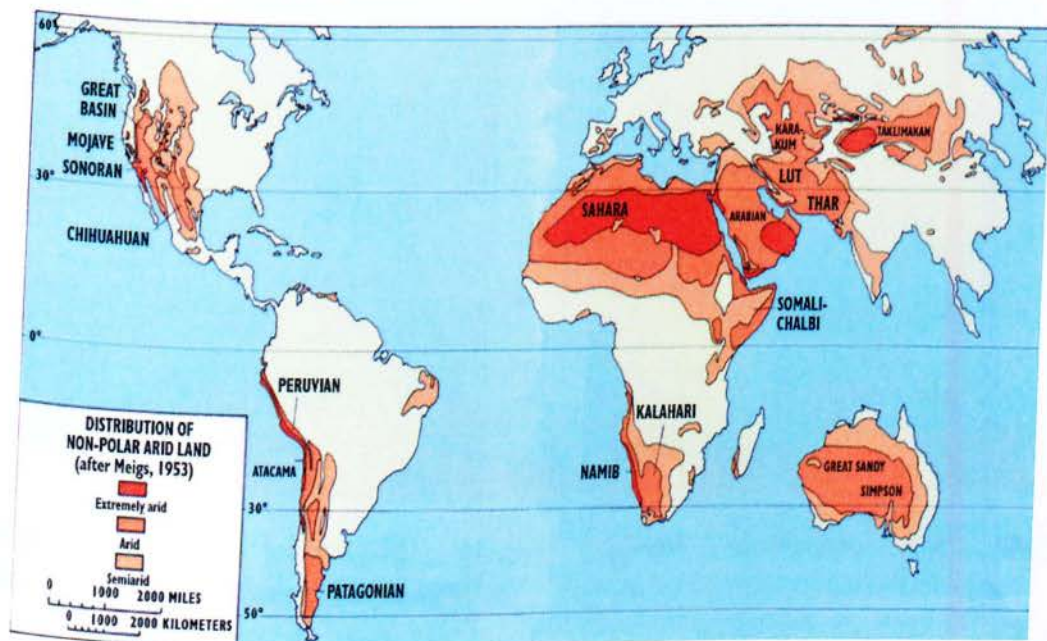 60°
GREAT
BASIN
MOJAVE
SONORAN
30°
CHIHUAHUAN
0°
PERUVIAN
ATACAMA
30°
PATAGONIAN
50°
SAHARA
ARABIAN
KARA-
KUM
TAKLIMAKAN
LUT
THAR
SOMALI-
CHALBI
KALAHARI
NAMIB
GREAT SANDY
SIMPSON
DISTRIBUTION OF
NON-POLAR ARID LAND
(after Meigs, 1953)
Extremely arid
Arid
Semiarid
0 1000 2000 MILES
0 1000 2000 KILOMETERS